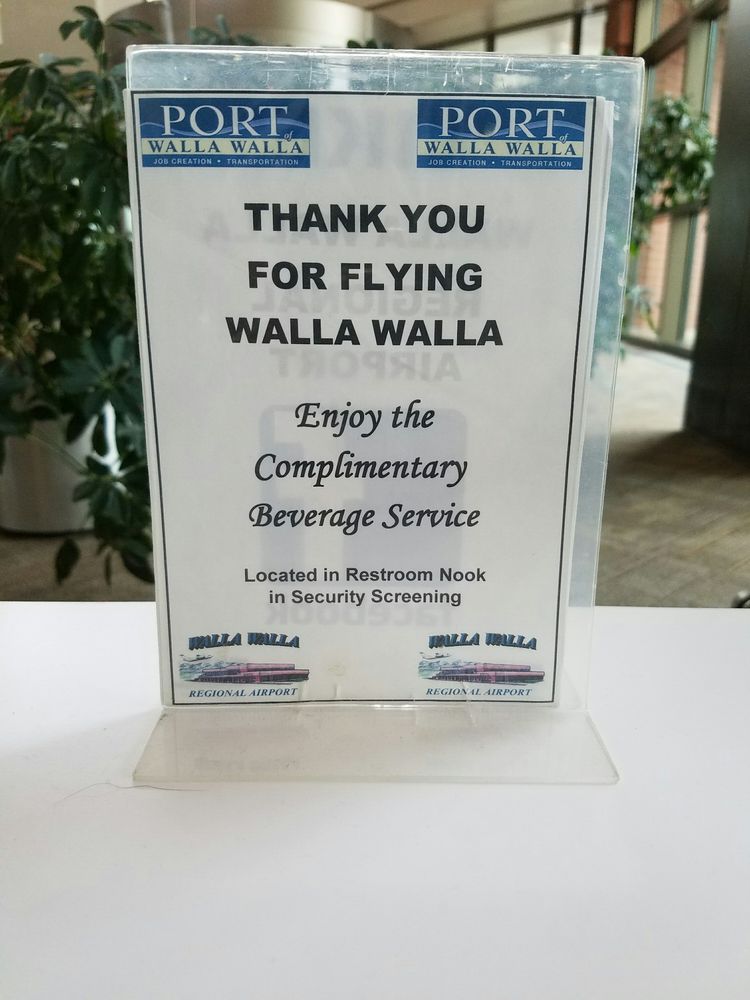 PORT of
WALLA WALLA
JOB CREATION • TRANSPORTATION
PORT of
WALLA WALLA
JOB CREATION • TRANSPORTATION
THANK YOU
FOR FLYING
WALLA WALLA
Enjoy the
Complimentary
Beverage Service
Located in Restroom Nook
in Security Screening
WALLA WALLA
REGIONAL AIRPORT
WALLA WALLA
REGIONAL AIRPORT